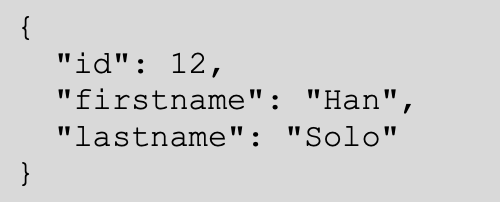 {
  "id": 12,
  "firstname": "Han",
  "lastname": "Solo"
}